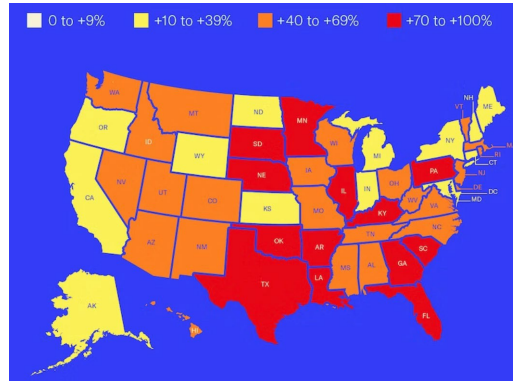 0 to +9% +10 to +39% +40 to +69% +70 to +100%
WA MT ND MN VT NH ME
OR ID SD WI NY
WY MI RI
NE IA PA CT
NV NJ
CA UT CO KS IL IN OH DE DC
MO WV VA MD
KY
AZ NM OK AR TN NC
SC
MS AL GA
TX LA
AK FL